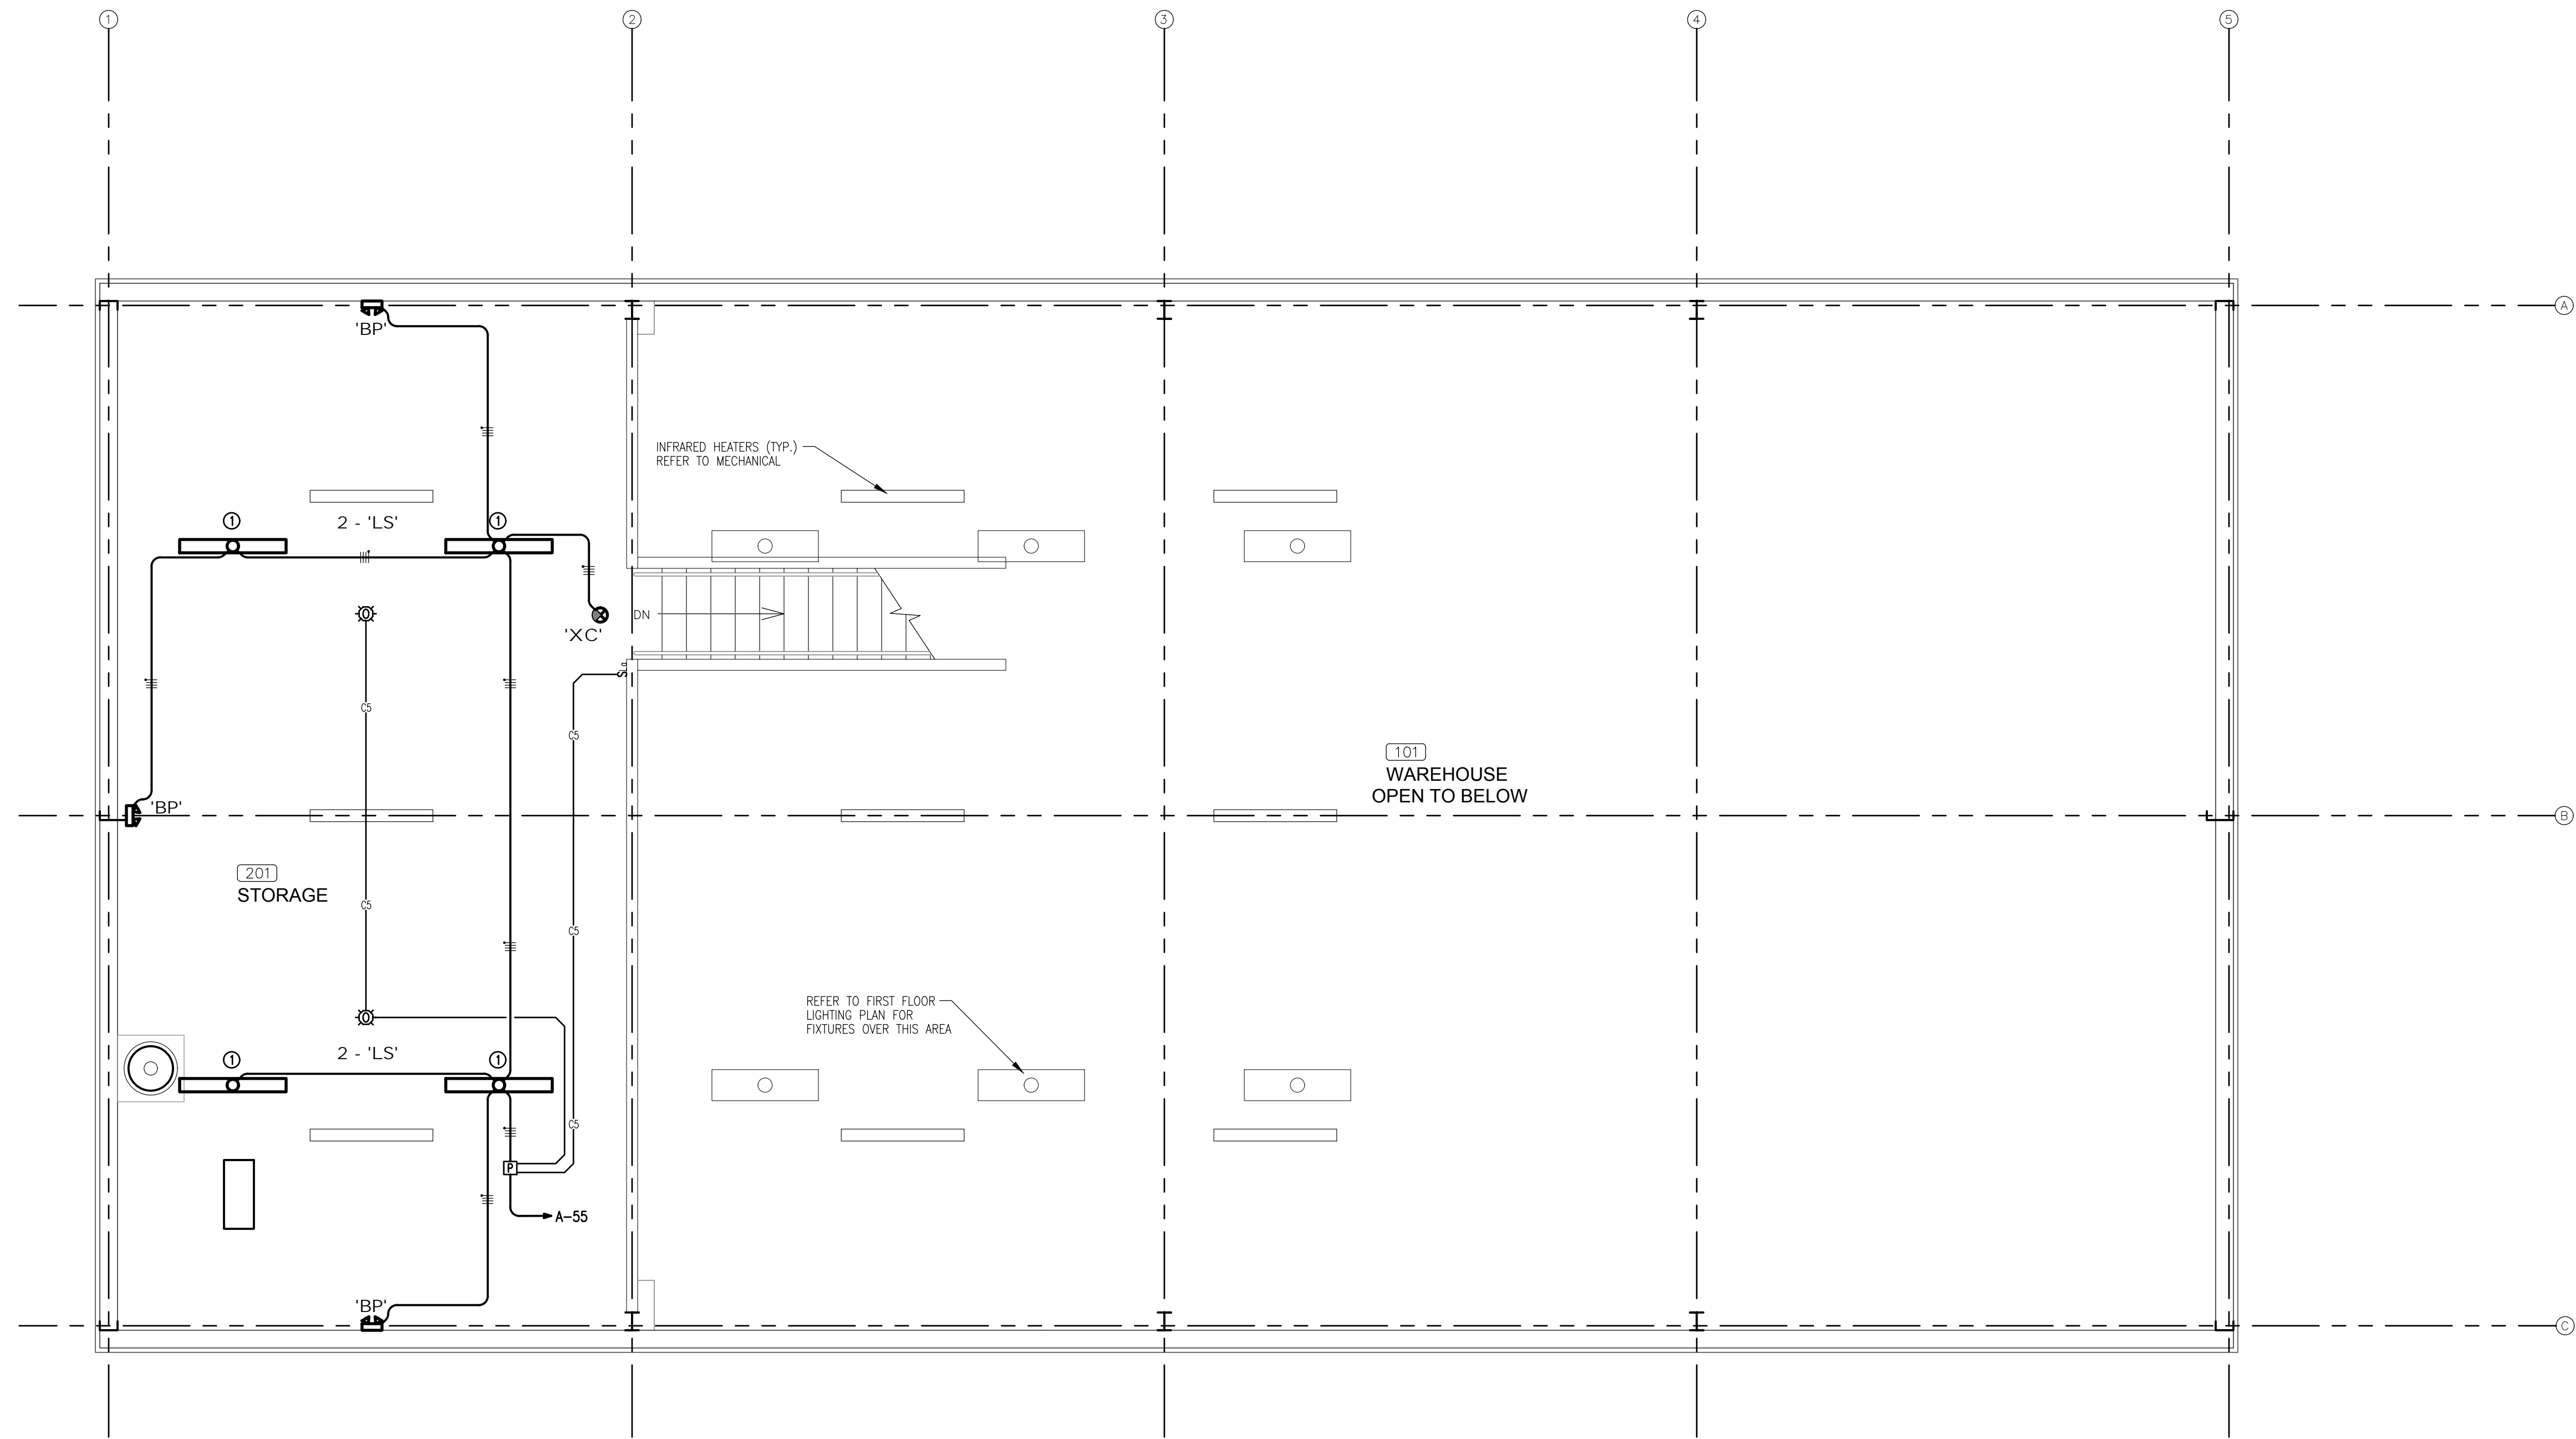 1
2
3
4
5
A
'BP'
INFRARED HEATERS (TYP.)
REFER TO MECHANICAL
1
2 - 'LS'
1
DN
'XC'
C5
C5
101
WAREHOUSE
OPEN TO BELOW
'BP'
B
201
STORAGE
C5
C5
REFER TO FIRST FLOOR
LIGHTING PLAN FOR
FIXTURES OVER THIS AREA
1
2 - 'LS'
1
C5
P
A-55
'BP'
C